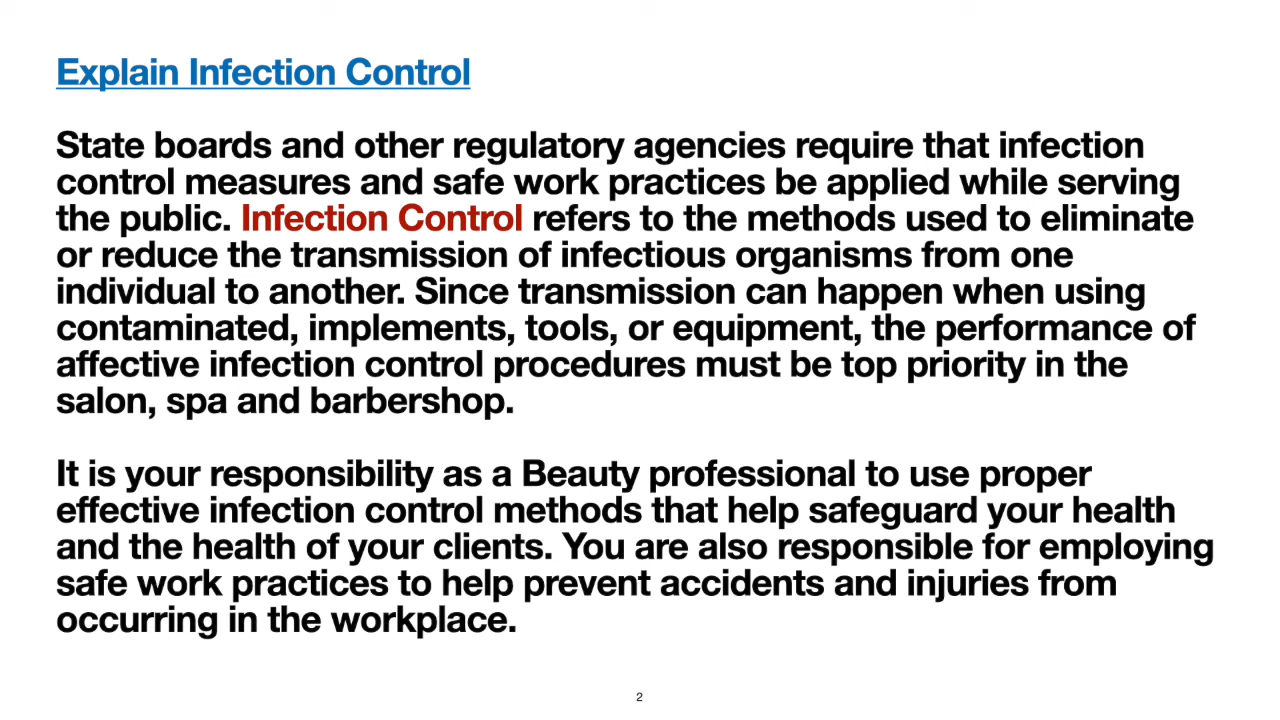 Explain Infection Control
State boards and other regulatory agencies require that infection
control measures and safe work practices be applied while serving
the public. Infection Control refers to the methods used to eliminate
or reduce the transmission of infectious organisms from one
individual to another. Since transmission can happen when using
contaminated, implements, tools, or equipment, the performance of
affective infection control procedures must be top priority in the
salon, spa and barbershop.
It is your responsibility as a Beauty professional to use proper
effective infection control methods that help safeguard your health
and the health of your clients. You are also responsible for employing
safe work practices to help prevent accidents and injuries from
occurring in the workplace.
2